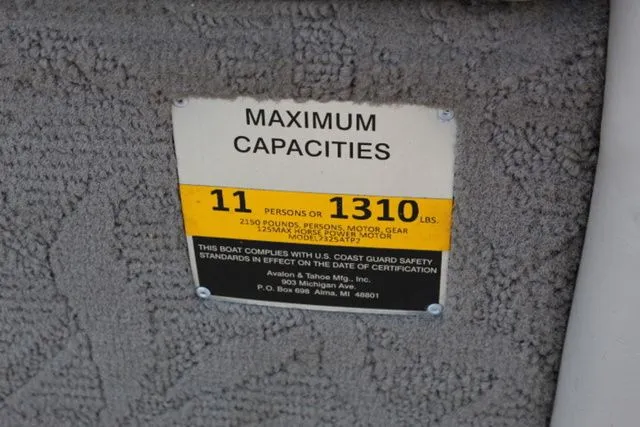 MAXIMUM
CAPACITIES
11 PERSONS OR 1310 LBS.
2150 POUNDS, PERSONS, MOTOR, GEAR
125MAX HORSE POWER MOTOR
MODEL7325ATP2
THIS BOAT COMPLIES WITH U.S. COAST GUARD SAFETY
STANDARDS IN EFFECT ON THE DATE OF CERTIFICATION
Avalon & Tahoe Mfg., Inc.
903 Michigan Ave.
P.O. Box 698 Alma, MI 48801